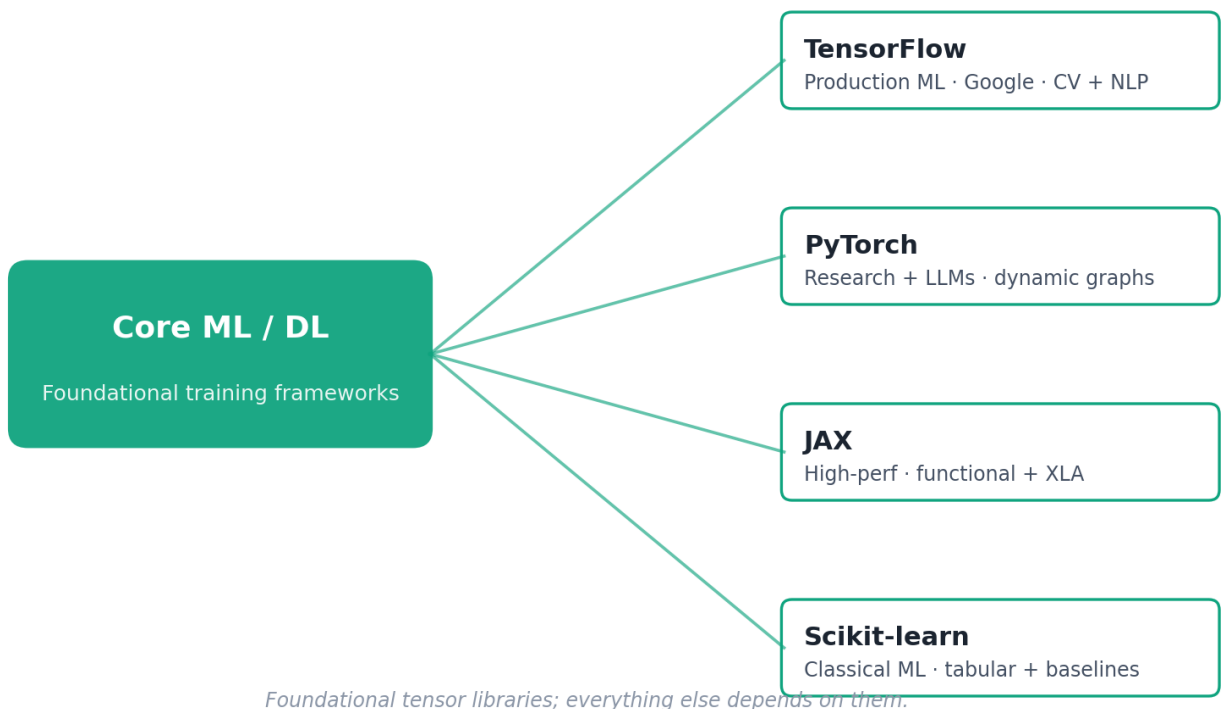 Core ML / DL
Foundational training frameworks
TensorFlow
Production ML · Google · CV + NLP
PyTorch
Research + LLMs · dynamic graphs
JAX
High-perf · functional + XLA
Scikit-learn
Classical ML · tabular + baselines
Foundational tensor libraries; everything else depends on them.